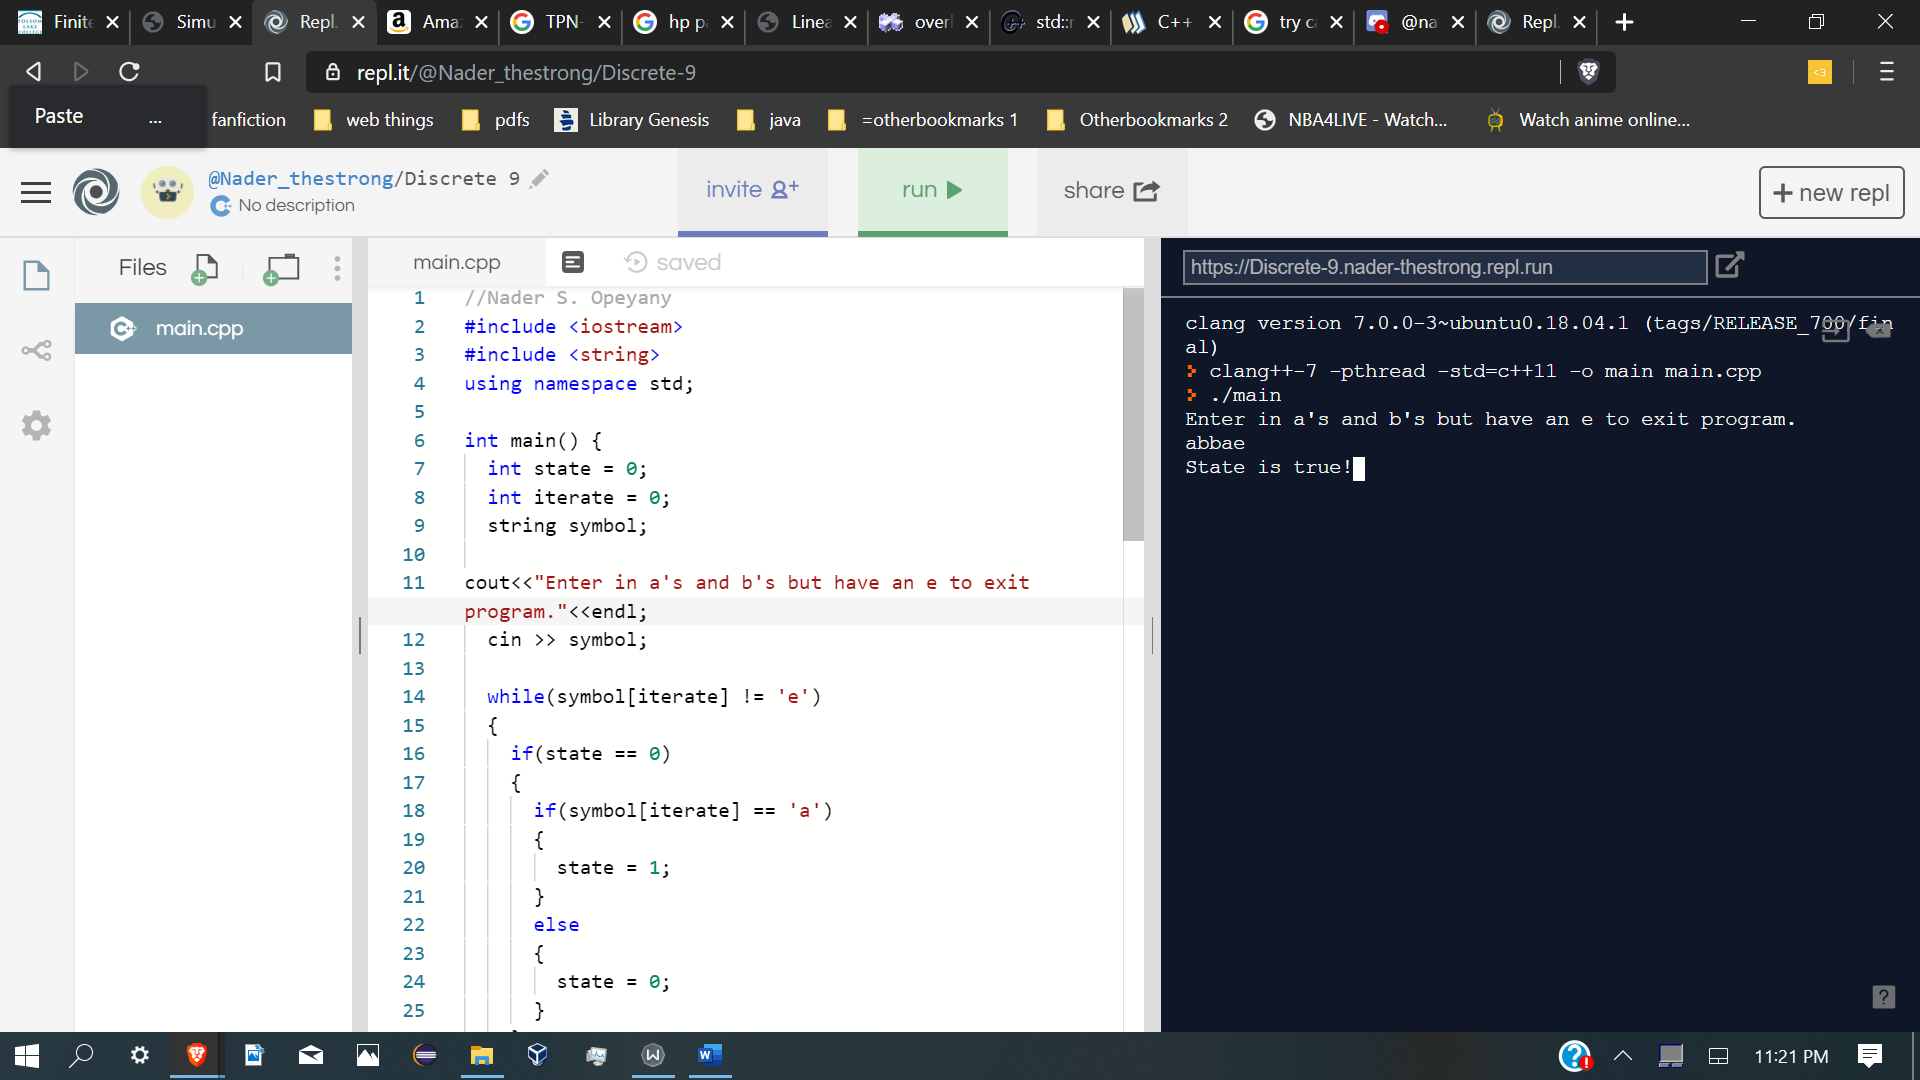 Finite
Simu
Repl.
Ama
TPN-
hp p
Linea
over
std::
C++
try c
@na
Repl.
repl.it/@Nader_thestrong/Discrete-9
Paste
...
fanfiction
web things
pdfs
Library Genesis
java
=otherbookmarks 1
Otherbookmarks 2
NBA4LIVE - Watch...
Watch anime online...
@Nader_thestrong/Discrete 9
No description
invite
run
share
+ new repl
Files
main.cpp
main.cpp
saved
1 //Nader S. Opeyany
2 #include <iostream>
3 #include <string>
4 using namespace std;
5
6 int main() {
7 int state = 0;
8 int iterate = 0;
9 string symbol;
10
11 cout<<"Enter in a's and b's but have an e to exit
program."<<endl;
12 cin >> symbol;
13
14 while(symbol[iterate] != 'e')
15 {
16 if(state == 0)
17 {
18 if(symbol[iterate] == 'a')
19 {
20 state = 1;
21 }
22 else
23 {
24 state = 0;
25 }
https://Discrete-9.nader-thestrong.repl.run
clang version 7.0.0-3~ubuntu0.18.04.1 (tags/RELEASE_700/fin
al)
clang++-7 -pthread -std=c++11 -o main main.cpp
./main
Enter in a's and b's but have an e to exit program.
abbae
State is true!
11:21 PM